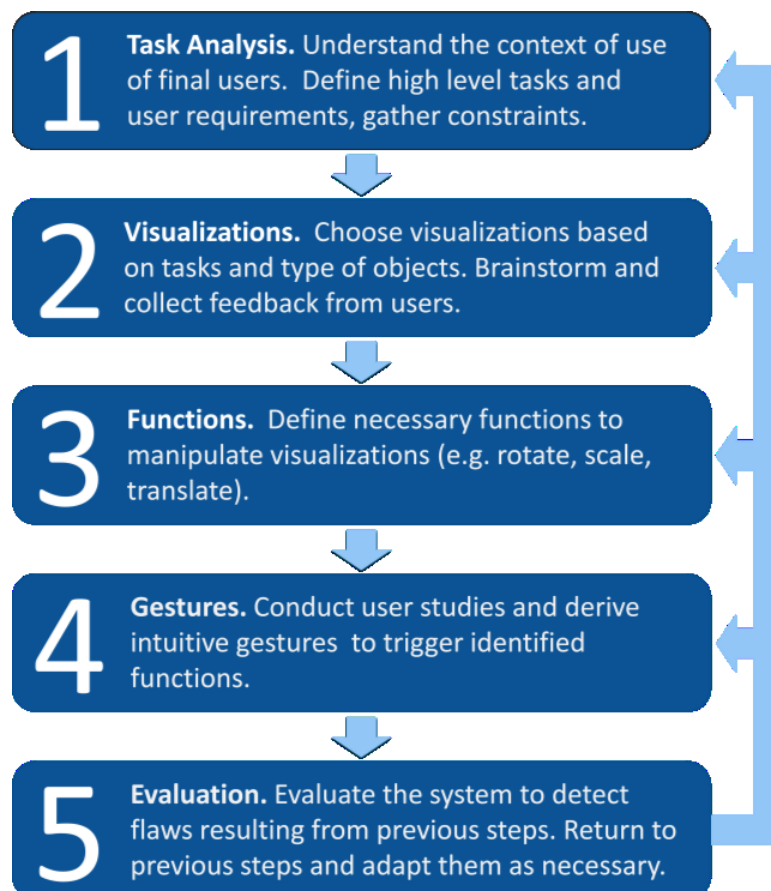 1
Task Analysis. Understand the context of use
of final users. Define high level tasks and
user requirements, gather constraints.
2
Visualizations. Choose visualizations based
on tasks and type of objects. Brainstorm and
collect feedback from users.
3
Functions. Define necessary functions to
manipulate visualizations (e.g. rotate, scale,
translate).
4
Gestures. Conduct user studies and derive
intuitive gestures to trigger identified
functions.
5
Evaluation. Evaluate the system to detect
flaws resulting from previous steps. Return to
previous steps and adapt them as necessary.